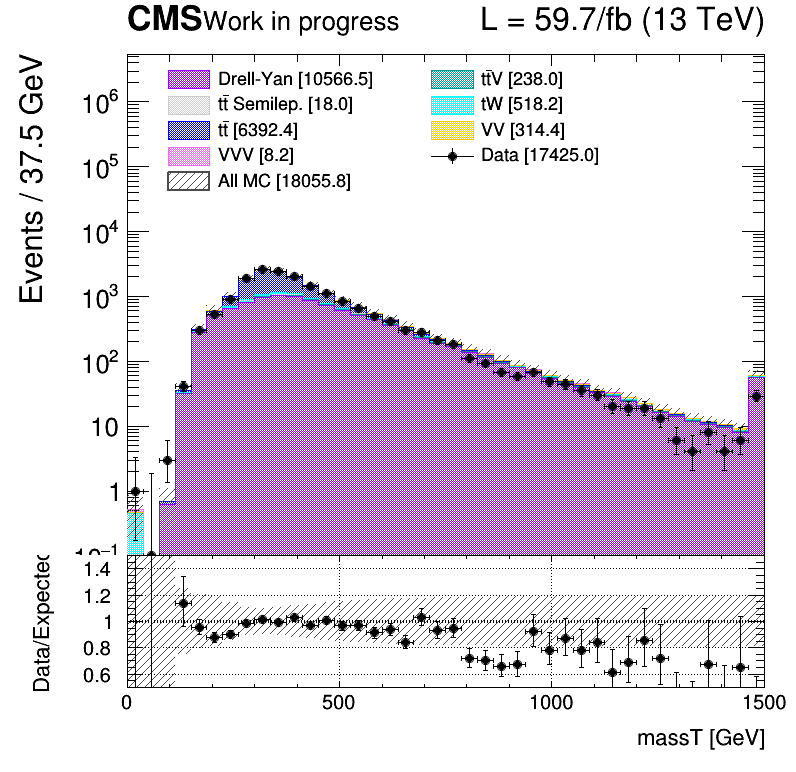 CMS Work in progress L = 59.7/fb (13 TeV)
Events / 37.5 GeV
Drell-Yan [10566.5]
tt̄ Semilep. [18.0]
tt̄ [6392.4]
VVV [8.2]
All MC [18055.8]
tt̄V [238.0]
tW [518.2]
VV [314.4]
Data [17425.0]
10⁶
10⁵
10⁴
10³
10²
10
1
10⁻¹
Data/Expected
1.4
1.2
1
0.8
0.6
0 500 1000 1500
massT [GeV]